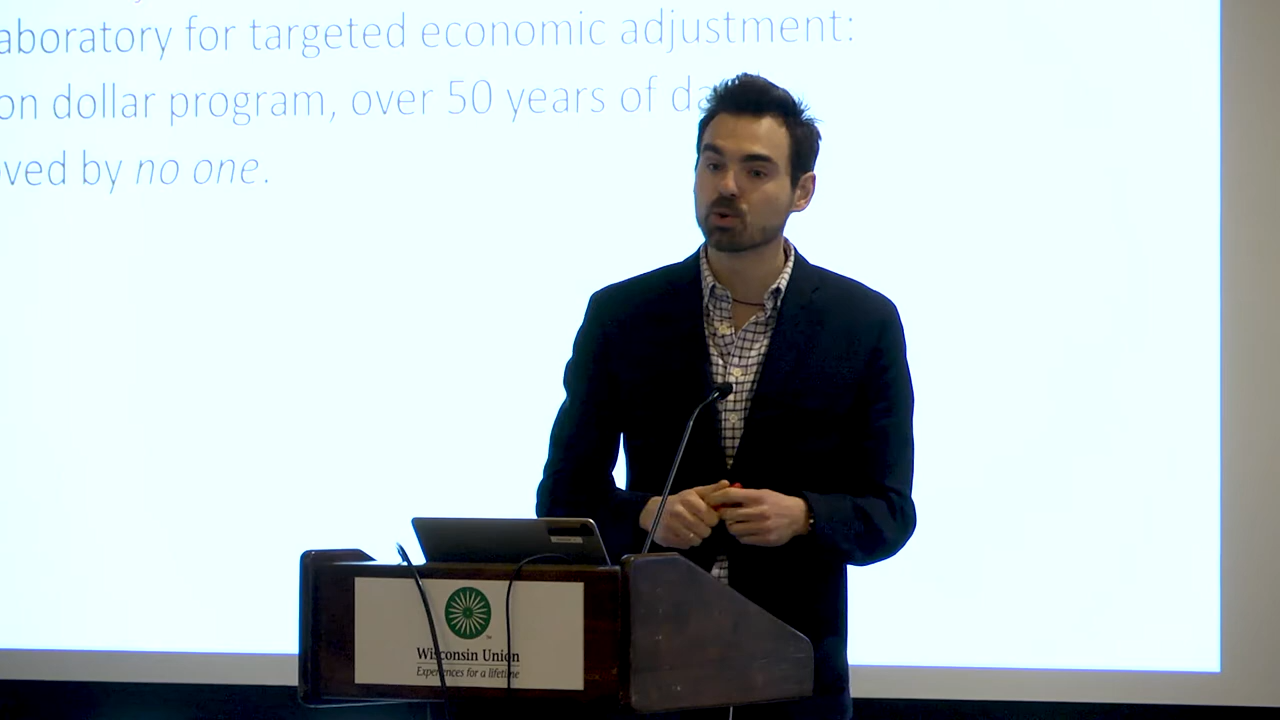 aboratory for targeted economic adjustment:
on dollar program, over 50 years of da
oved by no one.
Wisconsin Union
Experiences for a lifetime